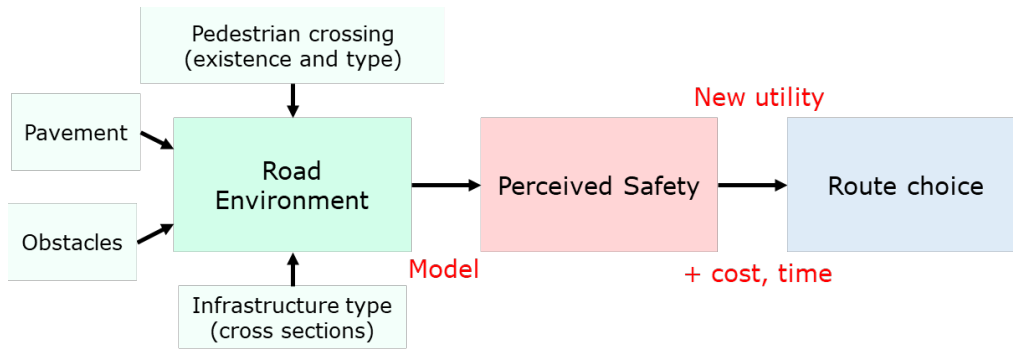 Pedestrian crossing
(existence and type)
New utility
Pavement
Road
Environment
Perceived Safety
Route choice
Obstacles
Model
+ cost, time
Infrastructure type
(cross sections)